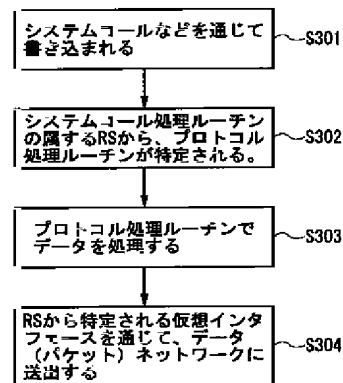 システムコールなどを通じて
書き込まれる
S301
システムコール処理ルーチン
の属するRSから、プロトコル
処理ルーチンが特定される。
S302
プロトコル処理ルーチンで
データを処理する
S303
RSから特定される仮想インタ
フェースを通じて、データ
(パケット)ネットワークに
送出する
S304